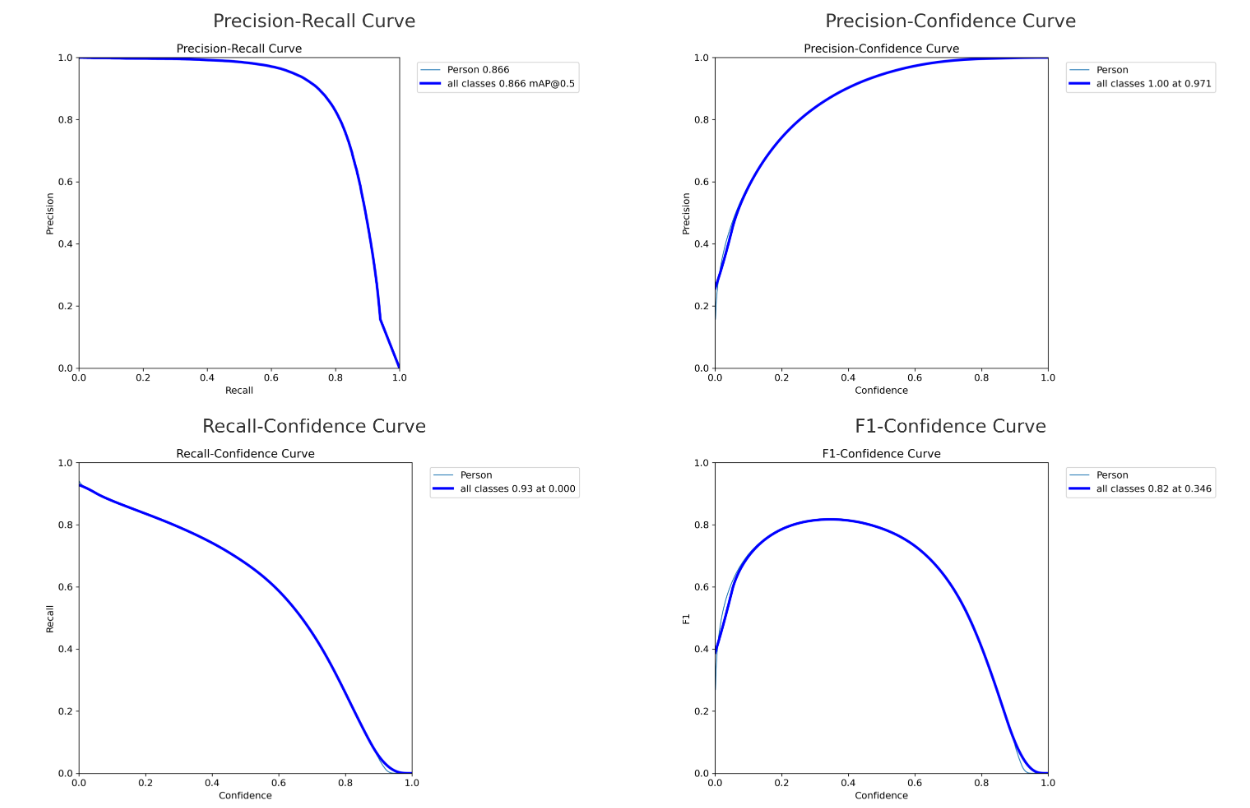 Precision-Recall Curve
Precision-Recall Curve
1.0
0.8
0.6
0.4
0.2
0.0
Precision
0.0 0.2 0.4 0.6 0.8 1.0
Recall
Person 0.866
all classes 0.866 mAP@0.5
Precision-Confidence Curve
Precision-Confidence Curve
1.0
0.8
0.6
0.4
0.2
0.0
Precision
0.0 0.2 0.4 0.6 0.8 1.0
Confidence
Person
all classes 1.00 at 0.971
Recall-Confidence Curve
Recall-Confidence Curve
1.0
0.8
0.6
0.4
0.2
0.0
Recall
0.0 0.2 0.4 0.6 0.8 1.0
Confidence
Person
all classes 0.93 at 0.000
F1-Confidence Curve
F1-Confidence Curve
1.0
0.8
0.6
0.4
0.2
0.0
F1
0.0 0.2 0.4 0.6 0.8 1.0
Confidence
Person
all classes 0.82 at 0.346